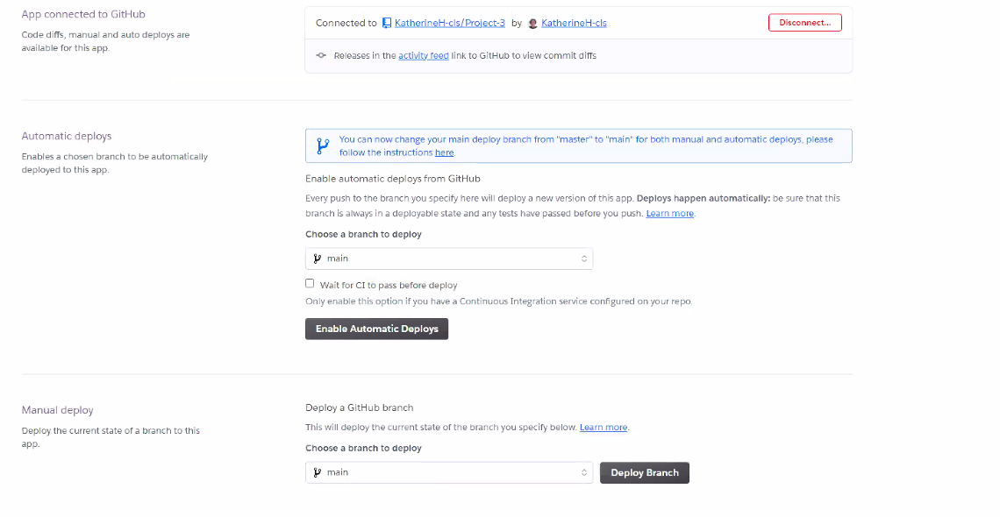 App connected to GitHub
Code diffs, manual and auto deploys are
available for this app.
Connected to KatherineH-cls/Project-3 by KatherineH-cls
Disconnect...
Releases in the activity feed link to GitHub to view commit diffs
Automatic deploys
Enables a chosen branch to be automatically
deployed to this app.
You can now change your main deploy branch from "master" to "main" for both manual and automatic deploys, please
follow the instructions here.
Enable automatic deploys from GitHub
Every push to the branch you specify here will deploy a new version of this app. Deploys happen automatically: be sure that this
branch is always in a deployable state and any tests have passed before you push. Learn more.
Choose a branch to deploy
main
Wait for CI to pass before deploy
Only enable this option if you have a Continuous Integration service configured on your repo.
Enable Automatic Deploys
Manual deploy
Deploy the current state of a branch to this
app.
Deploy a GitHub branch
This will deploy the current state of the branch you specify below. Learn more.
Choose a branch to deploy
main
Deploy Branch